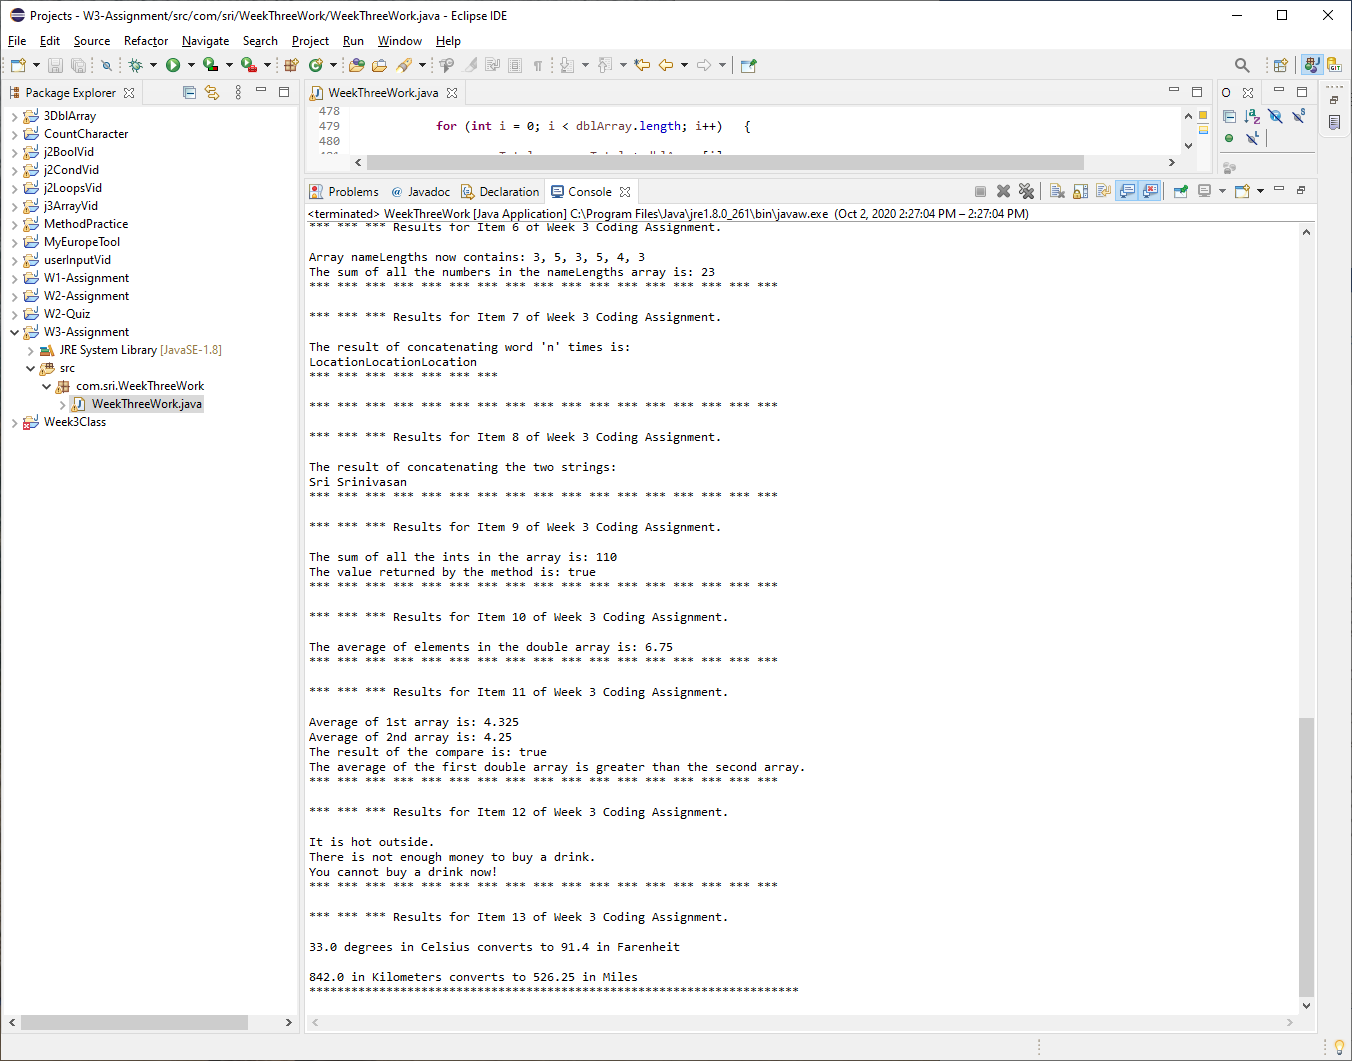 Projects - W3-Assignment/src/com/sri/WeekThreeWork/WeekThreeWork.java - Eclipse IDE
File Edit Source Refactor Navigate Search Project Run Window Help
Package Explorer
3DblArray
CountCharacter
j2BoolVid
j2CondVid
j2LoopsVid
j3ArrayVid
MethodPractice
MyEuropeTool
userInputVid
W1-Assignment
W2-Assignment
W2-Quiz
W3-Assignment
JRE System Library [JavaSE-1.8]
src
com.sri.WeekThreeWork
WeekThreeWork.java
Week3Class
WeekThreeWork.java
478
479 for (int i = 0; i < dblArray.length; i++) {
480
O
Problems @ Javadoc Declaration Console
<terminated> WeekThreeWork [Java Application] C:\Program Files\Java\jre1.8.0_261\bin\javaw.exe (Oct 2, 2020 2:27:04 PM – 2:27:04 PM)
*** *** *** Results for Item 6 of Week 3 Coding Assignment.
Array nameLengths now contains: 3, 5, 3, 5, 4, 3
The sum of all the numbers in the nameLengths array is: 23
*** *** *** *** *** *** *** *** *** *** *** *** *** *** *** *** ***
*** *** *** Results for Item 7 of Week 3 Coding Assignment.
The result of concatenating word 'n' times is:
LocationLocationLocation
*** *** *** *** *** *** ***
*** *** *** *** *** *** *** *** *** *** *** *** *** *** *** *** ***
*** *** *** Results for Item 8 of Week 3 Coding Assignment.
The result of concatenating the two strings:
Sri Srinivasan
*** *** *** *** *** *** *** *** *** *** *** *** *** *** *** *** ***
*** *** *** Results for Item 9 of Week 3 Coding Assignment.
The sum of all the ints in the array is: 110
The value returned by the method is: true
*** *** *** *** *** *** *** *** *** *** *** *** *** *** *** *** ***
*** *** *** Results for Item 10 of Week 3 Coding Assignment.
The average of elements in the double array is: 6.75
*** *** *** *** *** *** *** *** *** *** *** *** *** *** *** *** ***
*** *** *** Results for Item 11 of Week 3 Coding Assignment.
Average of 1st array is: 4.325
Average of 2nd array is: 4.25
The result of the compare is: true
The average of the first double array is greater than the second array.
*** *** *** *** *** *** *** *** *** *** *** *** *** *** *** *** ***
*** *** *** Results for Item 12 of Week 3 Coding Assignment.
It is hot outside.
There is not enough money to buy a drink.
You cannot buy a drink now!
*** *** *** *** *** *** *** *** *** *** *** *** *** *** *** *** ***
*** *** *** Results for Item 13 of Week 3 Coding Assignment.
33.0 degrees in Celsius converts to 91.4 in Farenheit
842.0 in Kilometers converts to 526.25 in Miles
**********************************************************************